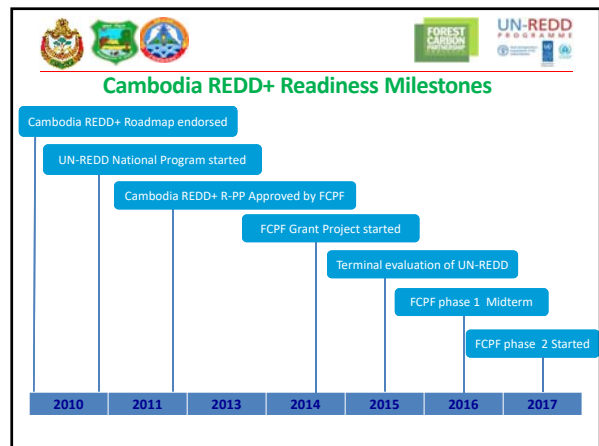 FOREST
CARBON
PARTNERSHIP
UN-REDD
PROGRAMME
Cambodia REDD+ Readiness Milestones
Cambodia REDD+ Roadmap endorsed
UN-REDD National Program started
Cambodia REDD+ R-PP Approved by FCPF
FCPF Grant Project started
Terminal evaluation of UN-REDD
FCPF phase 1 Midterm
FCPF phase 2 Started
2010 2011 2013 2014 2015 2016 2017